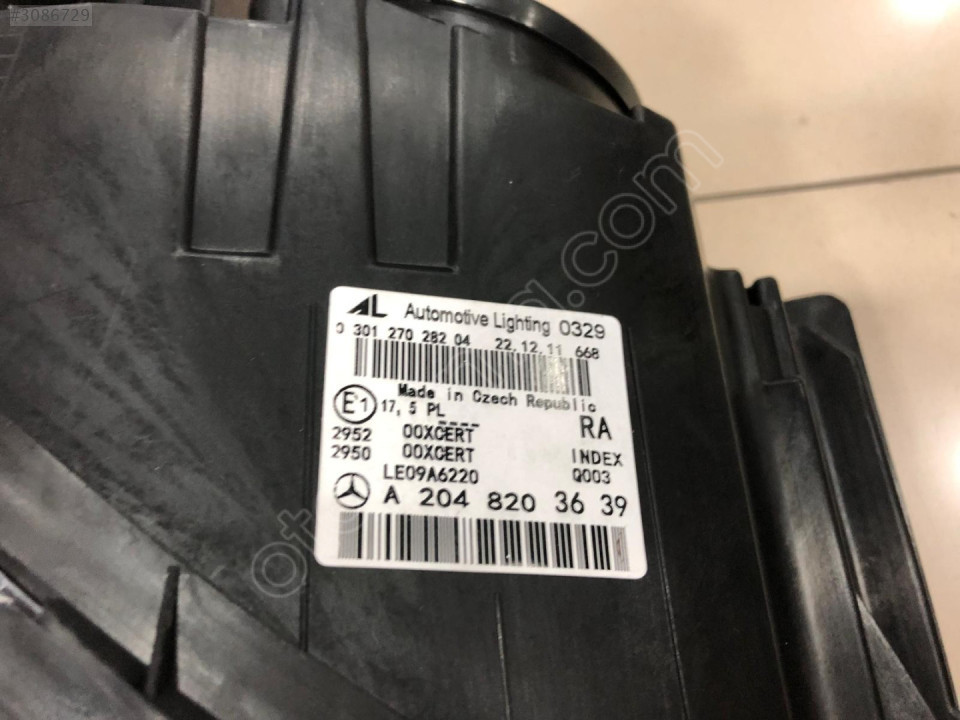 #3086729
AL Automotive Lighting 0329
0 301 270 282 04 22.12.11 668
Made in Czech Republic
E1 17,5 PL
RA
2952 00XCERT
2950 00XCERT INDEX
LE09A6220 Q003
A 204 820 36 39